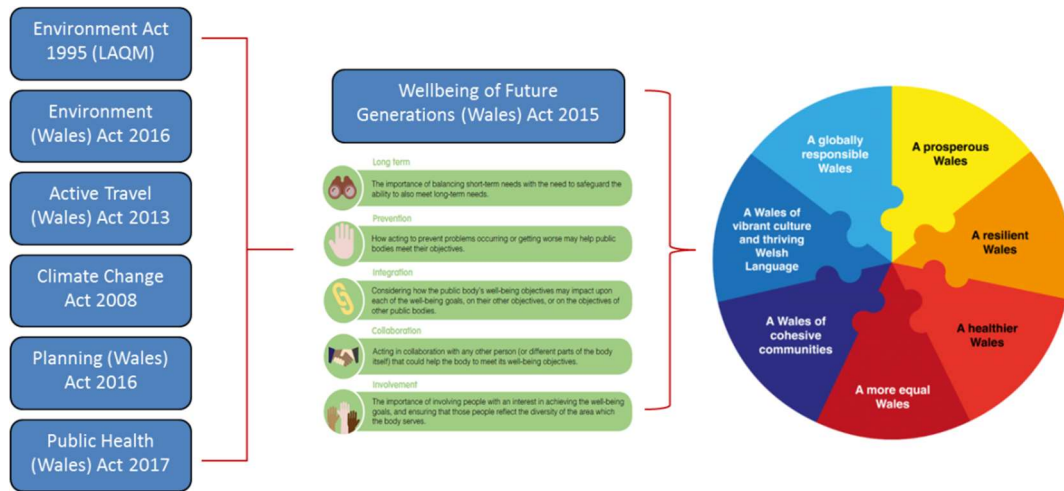 Environment Act
1995 (LAQM)
Environment
(Wales) Act 2016
Active Travel
(Wales) Act 2013
Climate Change
Act 2008
Planning (Wales)
Act 2016
Public Health
(Wales) Act 2017
Wellbeing of Future
Generations (Wales) Act 2015
Long term
The importance of balancing short-term needs with the need to safeguard the
ability to also meet long-term needs.
Prevention
How acting to prevent problems occurring or getting worse may help public
bodies meet their objectives.
Integration
Considering how the public body's well-being objectives may impact upon
each of the well-being goals, on their other objectives, or on the objectives of
other public bodies.
Collaboration
Acting in collaboration with any other person (or different parts of the body
itself) that could help the body to meet its well-being objectives.
Involvement
The importance of involving people with an interest in achieving the well-being
goals, and ensuring that those people reflect the diversity of the area which
the body serves.
A globally
responsible
Wales
A prosperous
Wales
A resilient
Wales
A healthier
Wales
A more equal
Wales
A Wales of
cohesive
communities
A Wales of
vibrant culture
and thriving
Welsh
Language